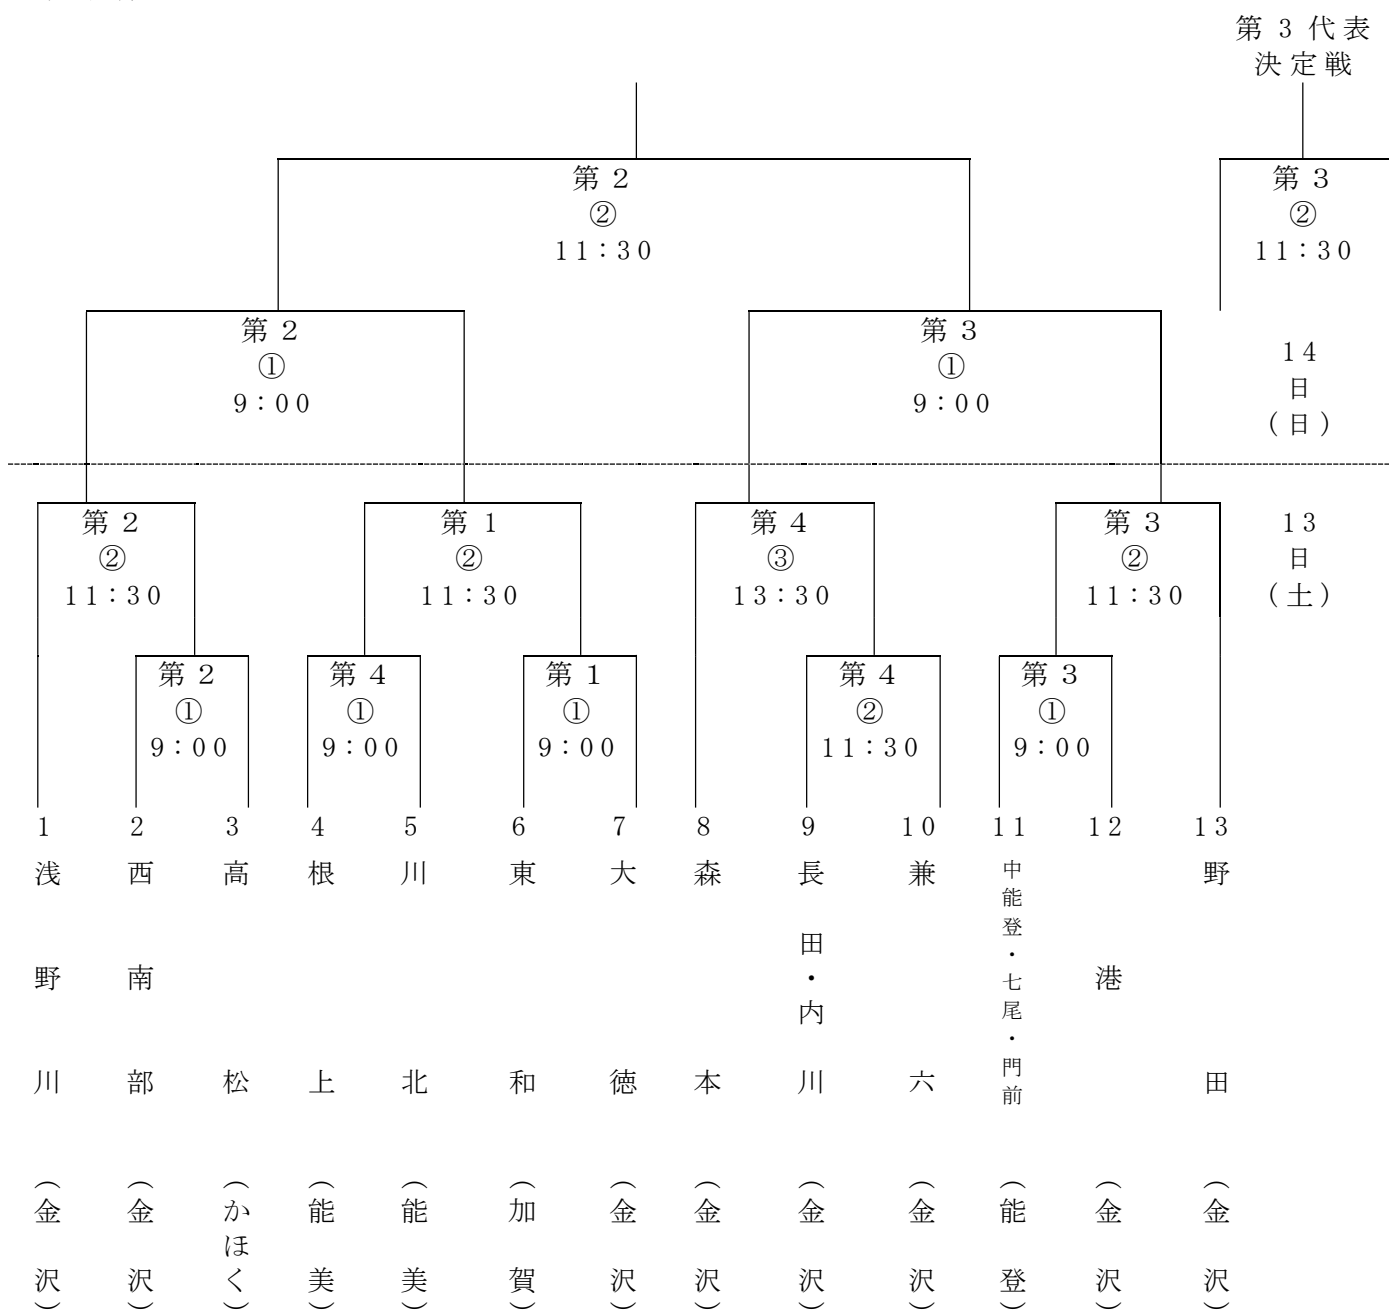 第 3 代表
決定戦
第 2
②
11：30
第 3
②
11：30
第 2
①
9：00
第 3
①
9：00
14
日
（日）
第 2
②
11：30
第 1
②
11：30
第 4
③
13：30
第 3
②
11：30
13
日
（土）
第 2
①
9：00
第 4
①
9：00
第 1
①
9：00
第 4
②
11：30
第 3
①
9：00
1 浅野川（金沢）
2 西南部（金沢）
3 高松（かほく）
4 根上（能美）
5 川北（能美）
6 東和（加賀）
7 大徳（金沢）
8 森本（金沢）
9 長田・内川（金沢）
10 兼六（金沢）
11 中能登・七尾・門前（能登）
12 港（金沢）
13 野田（金沢）